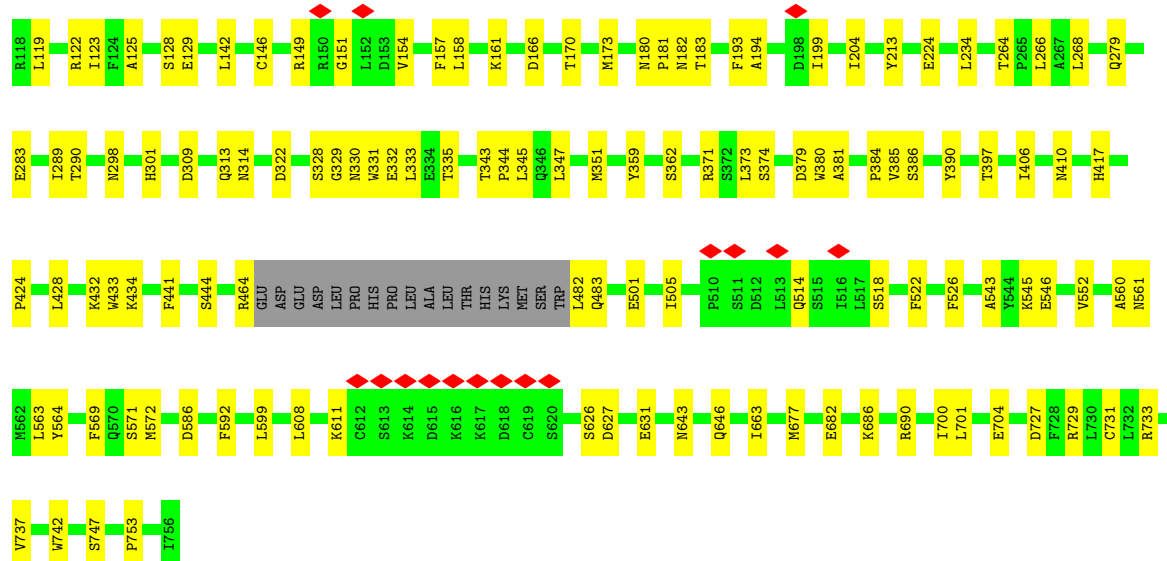 R118 L119 R122 I123 F124 A125 S128 E129 L142 C146 R149 R150 G151 L152 D153 V154 F157 L158 K161 D166 T170 M173 N180 P181 N182 T183 F193 A194 D198 I199 I204 Y213 E224 L234 T264 P265 L266 A267 L268 Q279
E283 I289 T290 N298 H301 D309 Q313 N314 D322 S328 G329 N330 W331 E332 L333 E334 T335 T343 P344 L345 Q346 L347 M351 Y359 S362 R371 S372 L373 S374 D379 W380 A381 P384 V385 S386 Y390 T397 I406 N410 H417
P424 L428 K432 W433 K434 F441 S444 R464 GLU ASP GLU ASP LEU PRO HIS PRO LEU ALA LEU THR HIS LYS MET SER TRP L482 Q483 E501 I505 P510 S511 D512 L513 Q514 S515 I516 L517 S518 F522 F526 A543 Y544 K545 E546 V552 A560 N561
M562 L563 Y564 F569 Q570 S571 M572 D586 F592 L599 L608 K611 C612 S613 K614 D615 K616 K617 D618 C619 S620 S626 D627 E631 N643 Q646 I663 M677 E682 K686 R690 I700 L701 E704 D727 F728 R729 L730 C731 L732 R733
V737 W742 S747 P753 I756